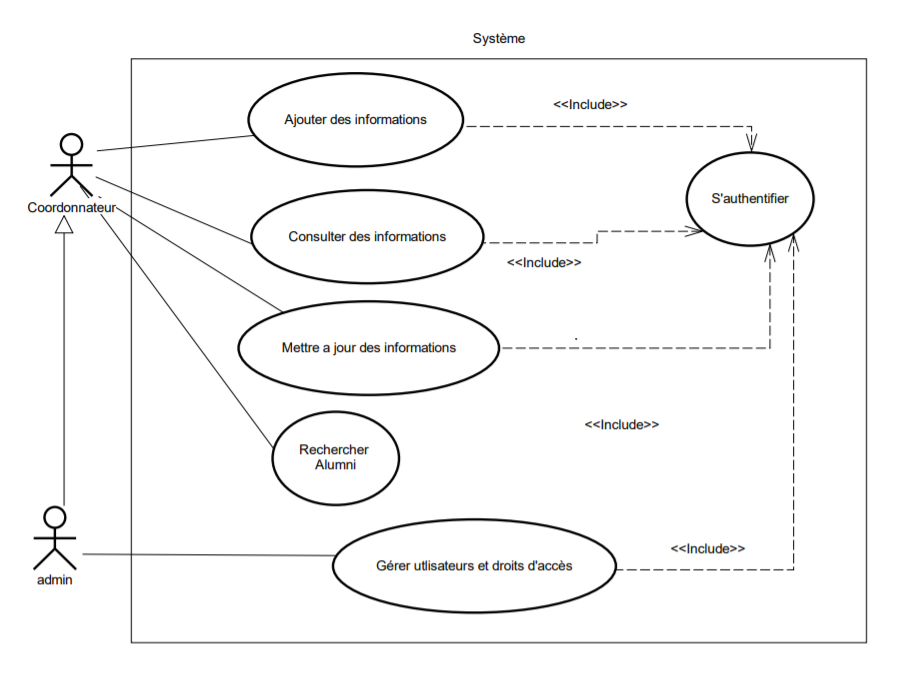 Système
Ajouter des informations
<<Include>>
S'authentifier
Coordonnateur
Consulter des informations
<<Include>>
Mettre a jour des informations
<<Include>>
Rechercher
Alumni
<<Include>>
Gérer utlisateurs et droits d'accès
admin